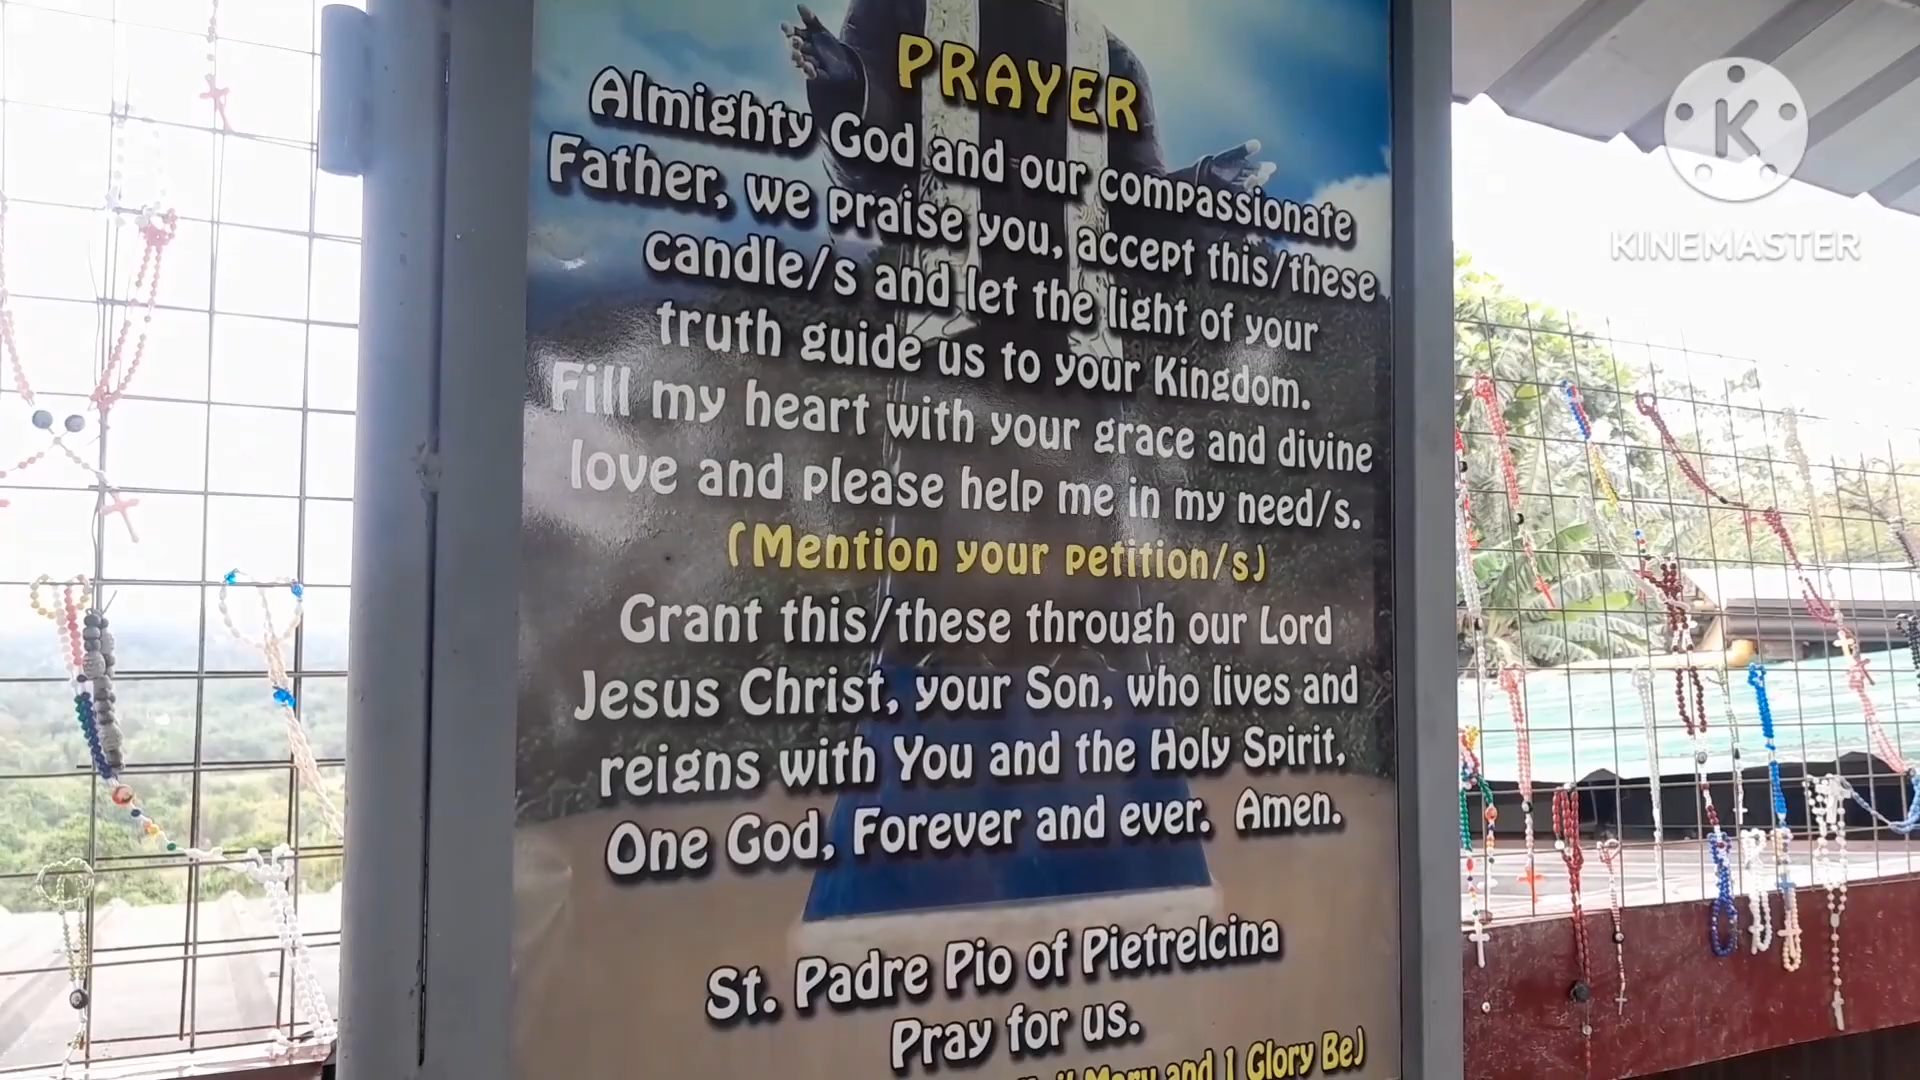 PRAYER
Almighty God and our compassionate
Father, we praise you, accept this/these
candle/s and let the light of your
truth guide us to your Kingdom.
Fill my heart with your grace and divine
love and please help me in my need/s.
(Mention your petition/s)
Grant this/these through our Lord
Jesus Christ, your Son, who lives and
reigns with You and the Holy Spirit,
One God, Forever and ever. Amen.
St. Padre Pio of Pietrelcina
Pray for us.
Mary and 1 Glory Be)
K
KINEMASTER